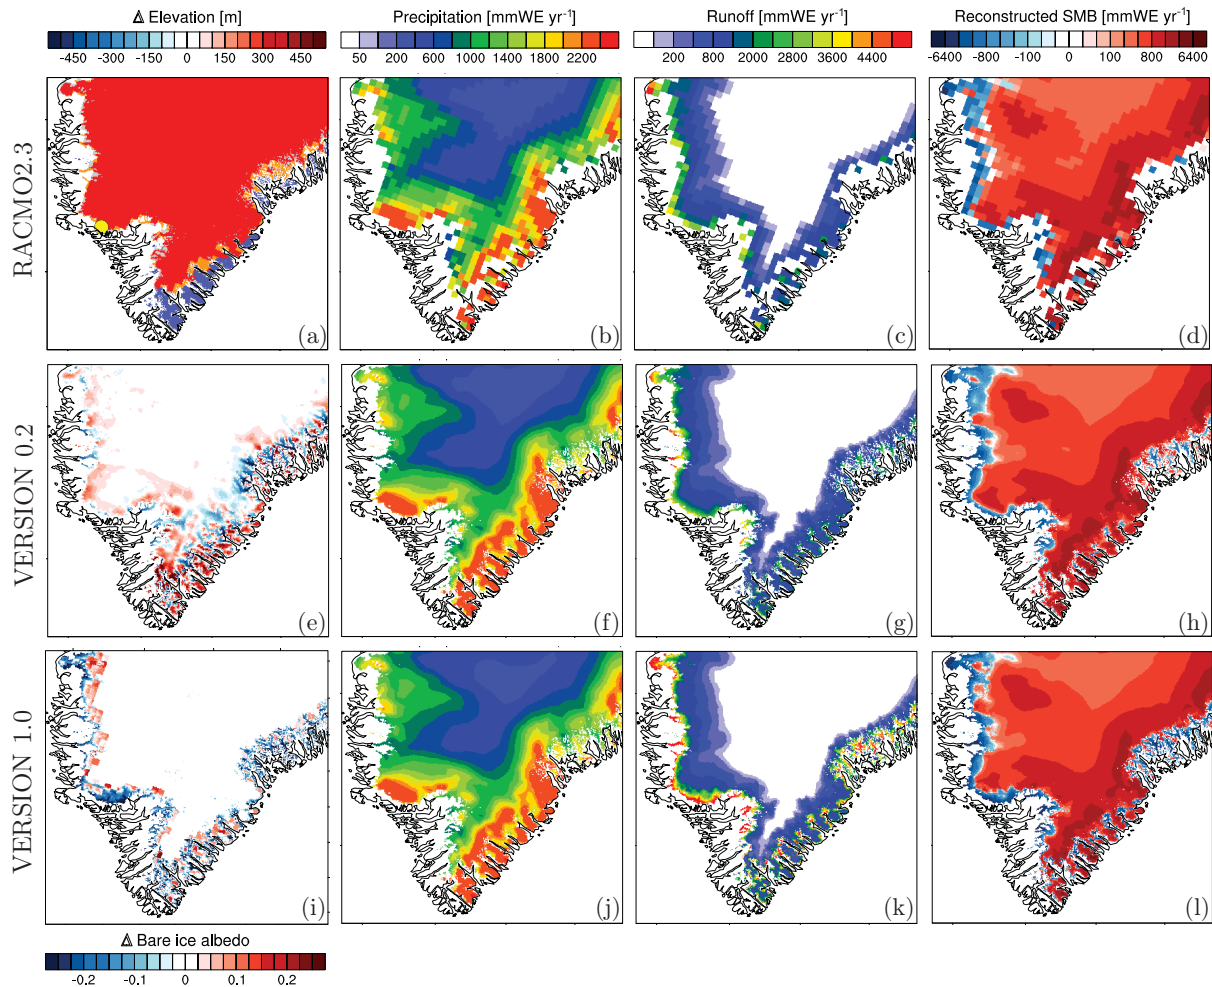 Δ Elevation [m]
Precipitation [mmWE yr⁻¹]
Runoff [mmWE yr⁻¹]
Reconstructed SMB [mmWE yr⁻¹]
-450 -300 -150 0 150 300 450
50 200 600 1000 1400 1800 2200
200 800 2800 3600 4400
-6400 -800 -100 0 100 800 6400
RACMO2.3
(a) (b) (c) (d)
VERSION 0.2
(e) (f) (g) (h)
VERSION 1.0
(i) (j) (k) (l)
Δ Bare ice albedo
-0.2 -0.1 0 0.1 0.2